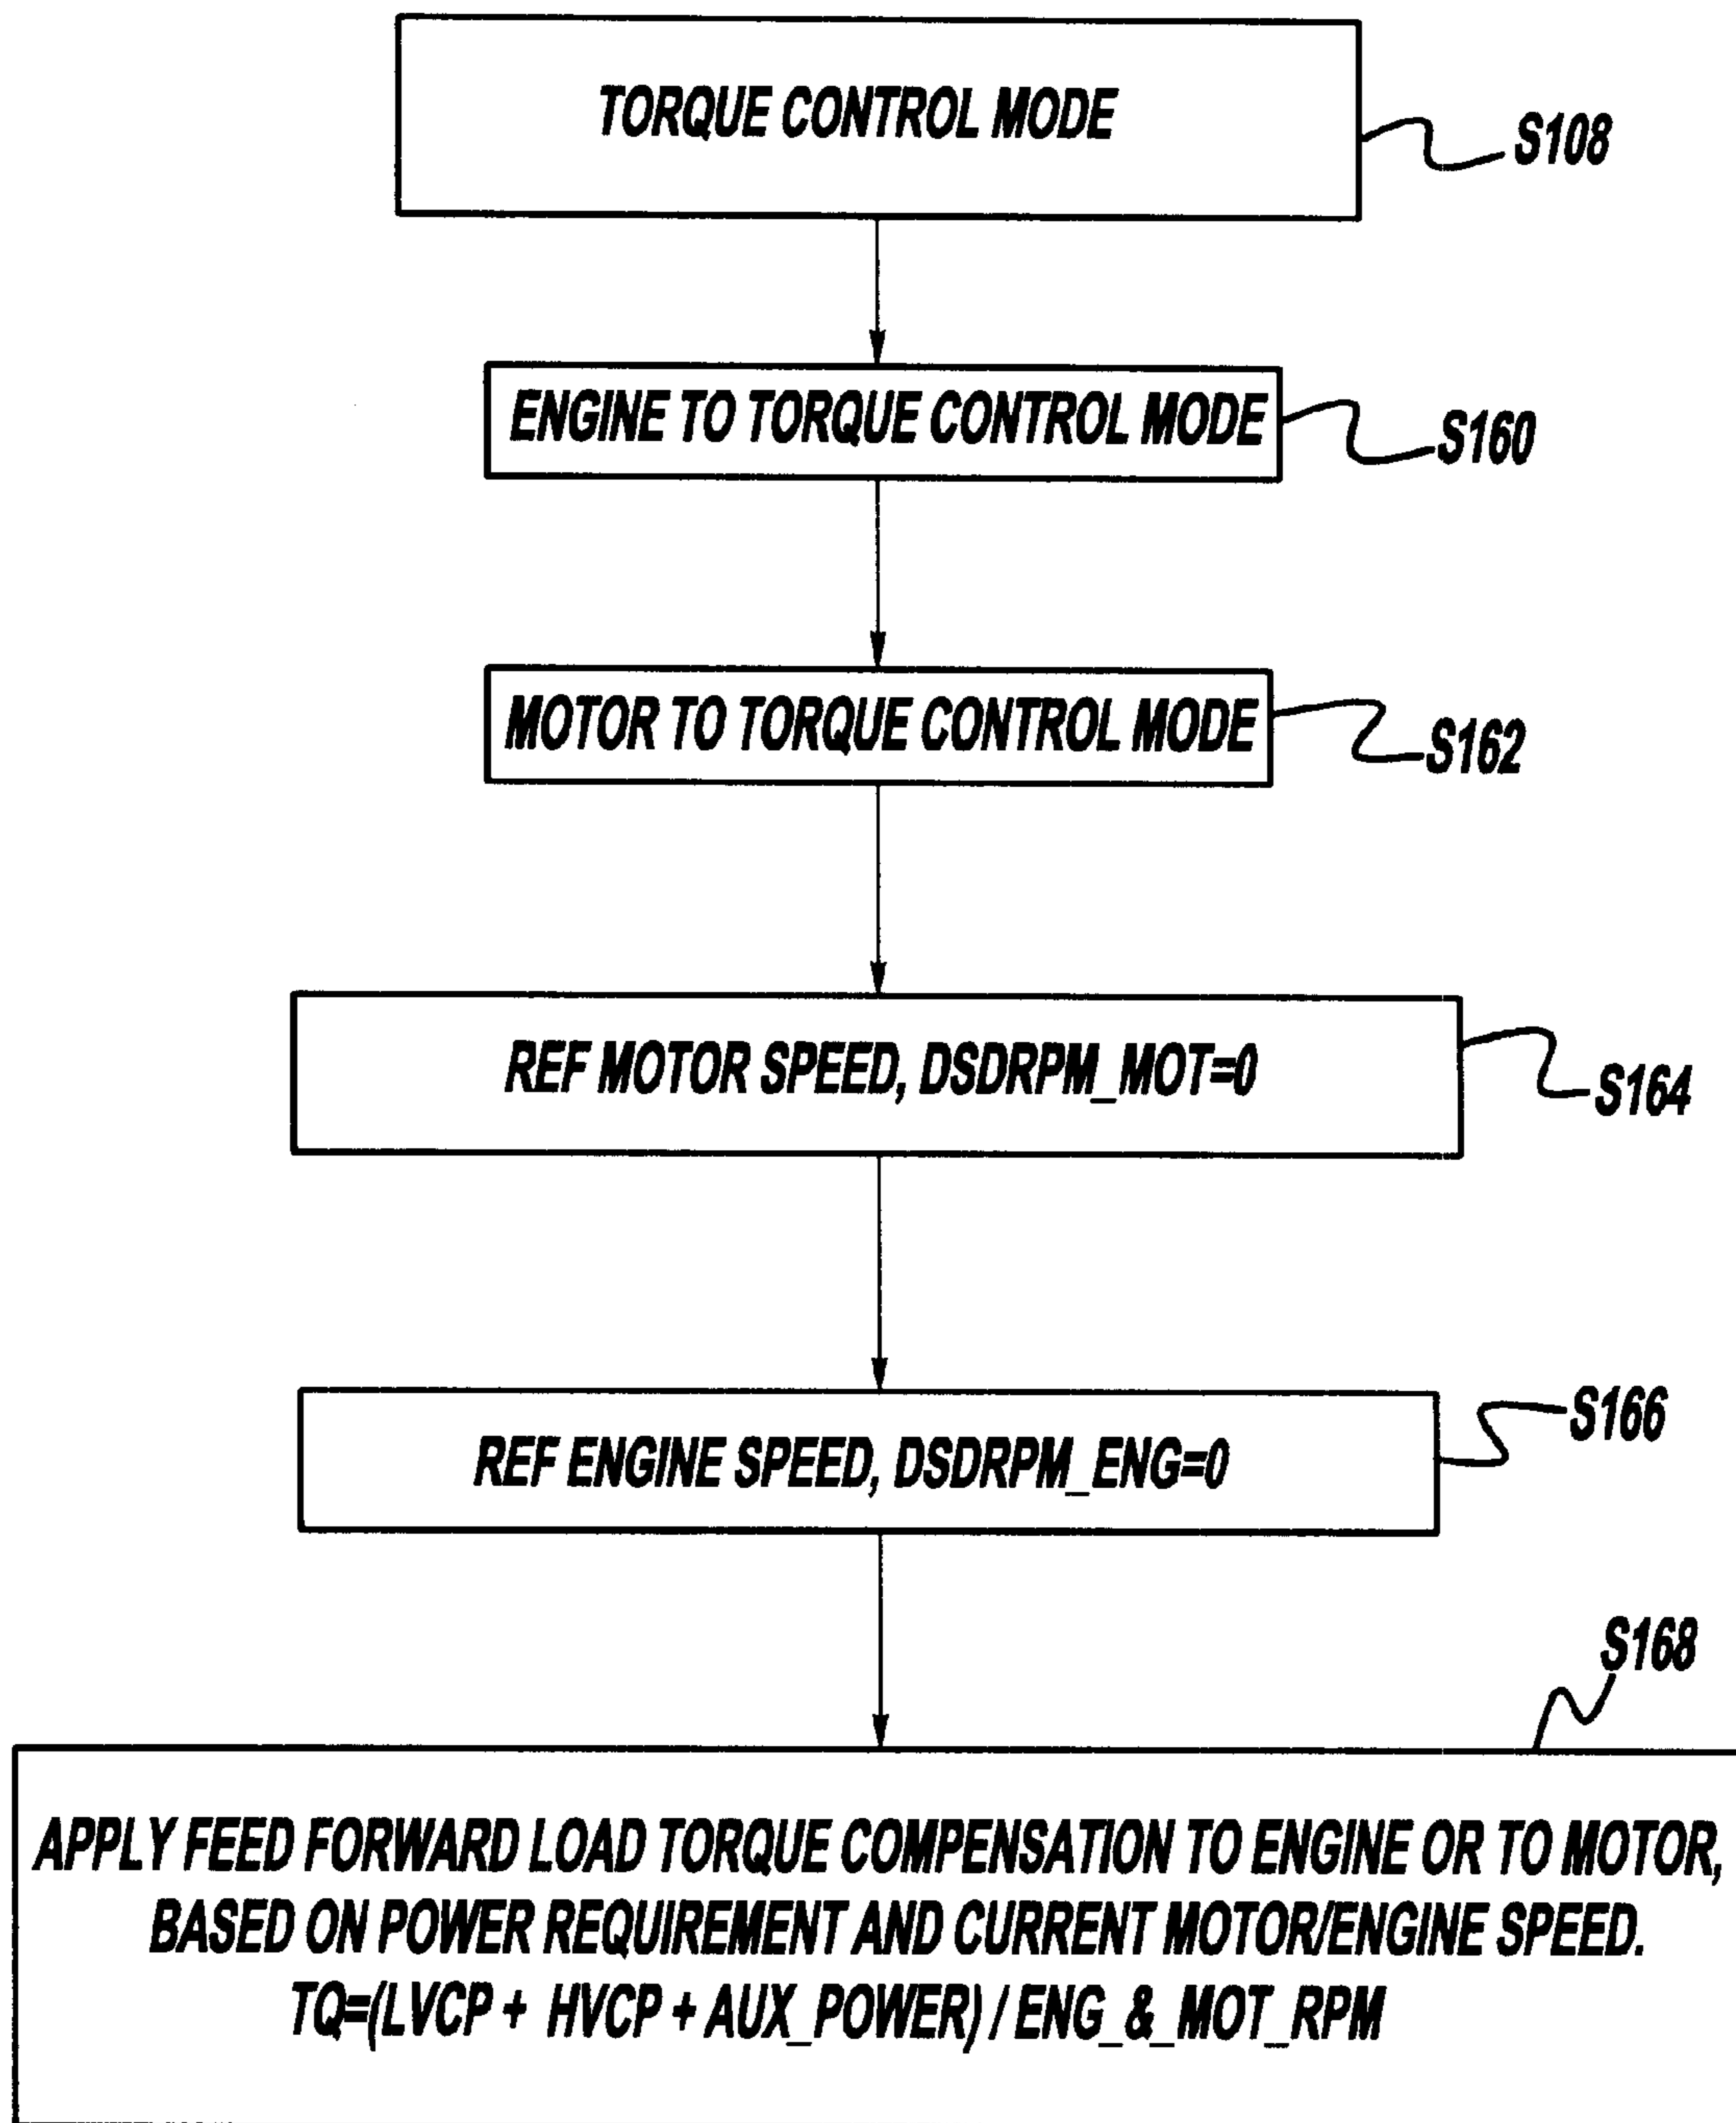 TORQUE CONTROL MODE
S108
ENGINE TO TORQUE CONTROL MODE
S160
MOTOR TO TORQUE CONTROL MODE
S162
REF MOTOR SPEED, DSDRPM_MOT=0
S164
REF ENGINE SPEED, DSDRPM_ENG=0
S166
S168
APPLY FEED FORWARD LOAD TORQUE COMPENSATION TO ENGINE OR TO MOTOR,
BASED ON POWER REQUIREMENT AND CURRENT MOTOR/ENGINE SPEED.
TQ=(LVCP + HVCP + AUX_POWER) / ENG_&_MOT_RPM